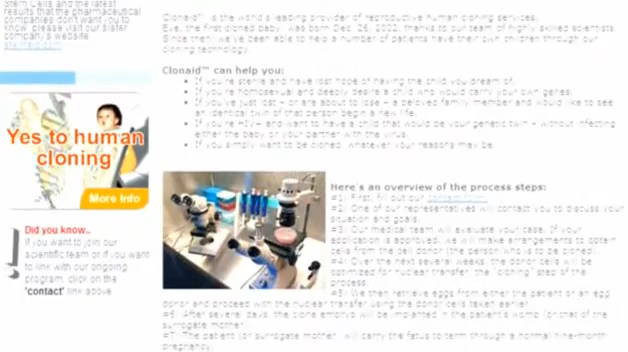 Stem Cells and the latest
results that the pharmaceutical
companies don't want you to
know, please visit our sister
company's website
stemaid.com
Yes to human
cloning
More Info
Did you know..
If you want to join our
scientific team or if you want
to link with our ongoing
program, click on the
'contact' link above
Clonaid™ is the world's leading provider of reproductive human cloning services.
Eve, the first cloned baby, was born Dec. 26, 2002, thanks to our team of highly skilled scientists.
Since then, we've been able to help a number of patients have their own children through our
cloning technology.
Clonaid™ can help you:
If you're sterile and have lost hope of having the child you dream of.
If you're homosexual and deeply desire a child who would carry your own genes.
If you've just lost - or are about to lose - a beloved family member and would like to see
an identical twin of that person begin a new life.
If you're HIV+ and want to have a child that would be your genetic twin - without infecting
either the baby or your partner with the virus.
If you simply want to be cloned, whatever your reasons may be.
Here's an overview of the process steps:
#1) First, fill out our
#2) One of our representatives will contact you to discuss your
situation and goals.
#3) Our medical team will evaluate your case. If your
application is approved, we will make arrangements to obtain
cells from the cell donor (the person who is to be cloned).
#4) Over the next several weeks, the donor cells will be
optimized for nuclear transfer, the "cloning" step of the
process.
#5) We then retrieve eggs from either the patient or an egg
donor and proceed with the nuclear transfer using the donor cells taken earlier.
#6) After several days, the clone embryo will be implanted in the patient's womb (or that of the
surrogate mother).
#7) The patient (or surrogate mother) will carry the fetus to term through a normal nine-month
pregnancy.